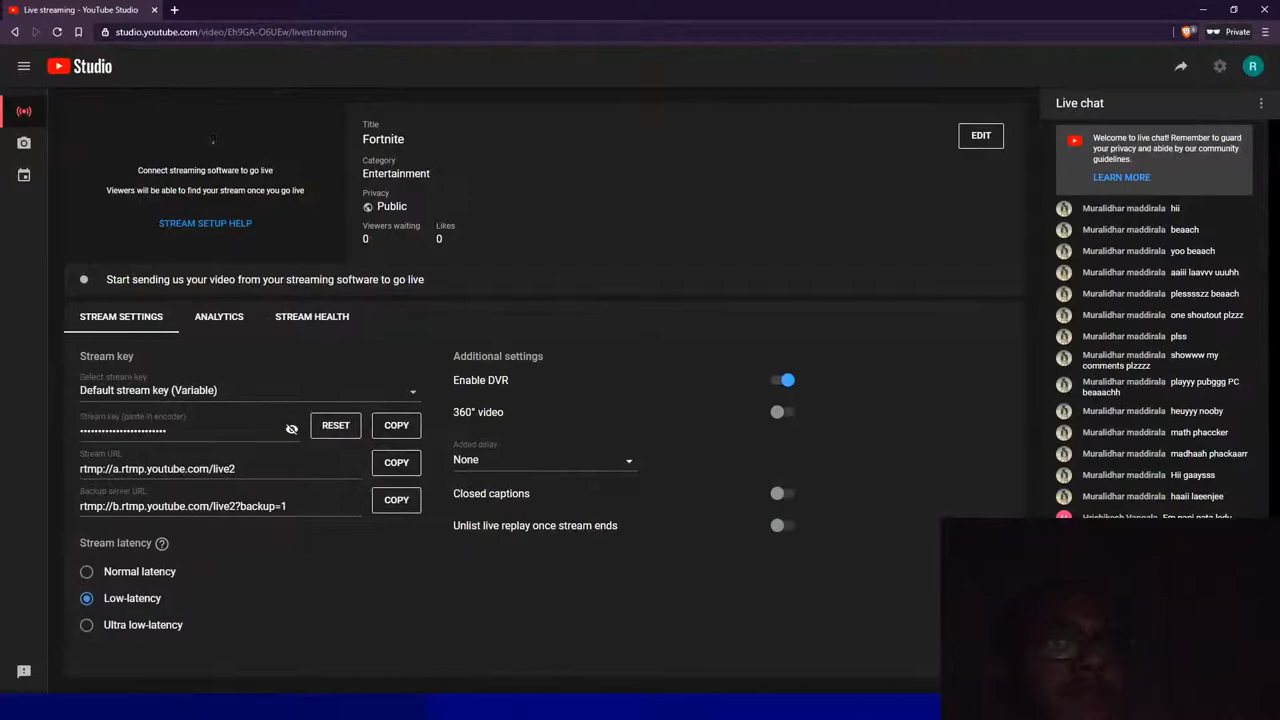 Live streaming - YouTube Studio
studio.youtube.com/video/Eh9GA-O6UEw/livestreaming
Private
Studio
R
Connect streaming software to go live
Viewers will be able to find your stream once you go live
STREAM SETUP HELP
Title
Fortnite
Category
Entertainment
Privacy
Public
Viewers waiting
0
Likes
0
EDIT
Start sending us your video from your streaming software to go live
STREAM SETTINGS
ANALYTICS
STREAM HEALTH
Stream key
Select stream key
Default stream key (Variable)
Stream key (paste in encoder)
RESET
COPY
Stream URL
rtmp://a.rtmp.youtube.com/live2
COPY
Backup server URL
rtmp://b.rtmp.youtube.com/live2?backup=1
COPY
Stream latency
Normal latency
Low-latency
Ultra low-latency
Additional settings
Enable DVR
360° video
Added delay
None
Closed captions
Unlist live replay once stream ends
Live chat
Welcome to live chat! Remember to guard
your privacy and abide by our community
guidelines.
LEARN MORE
Muralidhar maddirala hii
Muralidhar maddirala beaach
Muralidhar maddirala yoo beaach
Muralidhar maddirala aaiii laavvv uuuhh
Muralidhar maddirala plesssszz beaach
Muralidhar maddirala one shoutout plzzz
Muralidhar maddirala plss
Muralidhar maddirala showww my
comments plzzzz
Muralidhar maddirala playyy pubggg PC
beaaachh
Muralidhar maddirala heuyyy nooby
Muralidhar maddirala math phaccker
Muralidhar maddirala madhaah phackaarr
Muralidhar maddirala Hii gaaysss
Muralidhar maddirala haaii laeenjee